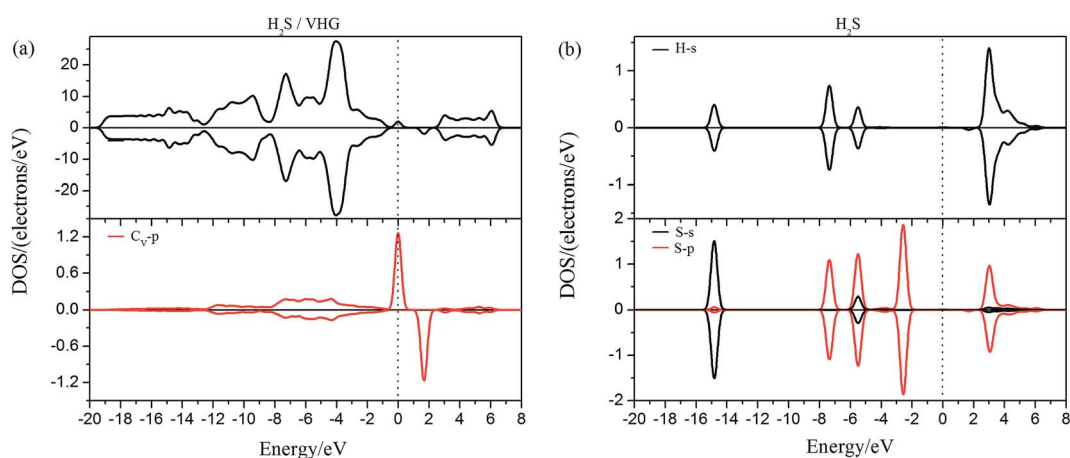 H₂S / VHG
(a)
DOS/(electrons/eV)
20
10
0
-10
-20
Cᵥ-p
1.2
0.6
0.0
-0.6
-1.2
-20 -18 -16 -14 -12 -10 -8 -6 -4 -2 0 2 4 6 8
Energy/eV
H₂S
(b)
DOS/(electrons/eV)
H-s
1
0
-1
2
S-s
S-p
1
0
1
2
-16 -14 -12 -10 -8 -6 -4 -2 0 2 4 6 8
Energy/eV